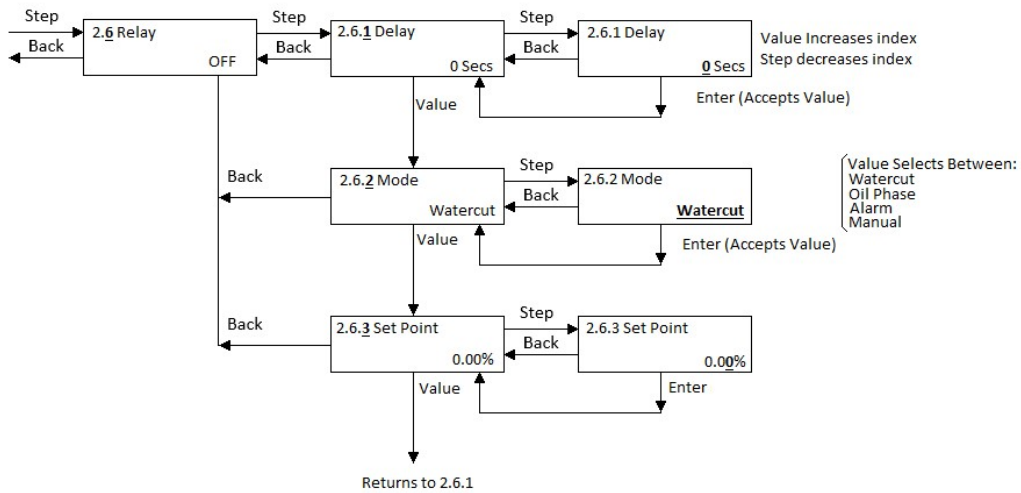 Step
Back
2.6 Relay
OFF
Step
Back
2.6.1 Delay
0 Secs
Step
Back
2.6.1 Delay
0 Secs
Value Increases index
Step decreases index
Value
Enter (Accepts Value)
Back
2.6.2 Mode
Watercut
Step
Back
2.6.2 Mode
Watercut
Value Selects Between:
Watercut
Oil Phase
Alarm
Manual
Value
Enter (Accepts Value)
Back
2.6.3 Set Point
0.00%
Step
Back
2.6.3 Set Point
0.00%
Value
Enter
Returns to 2.6.1